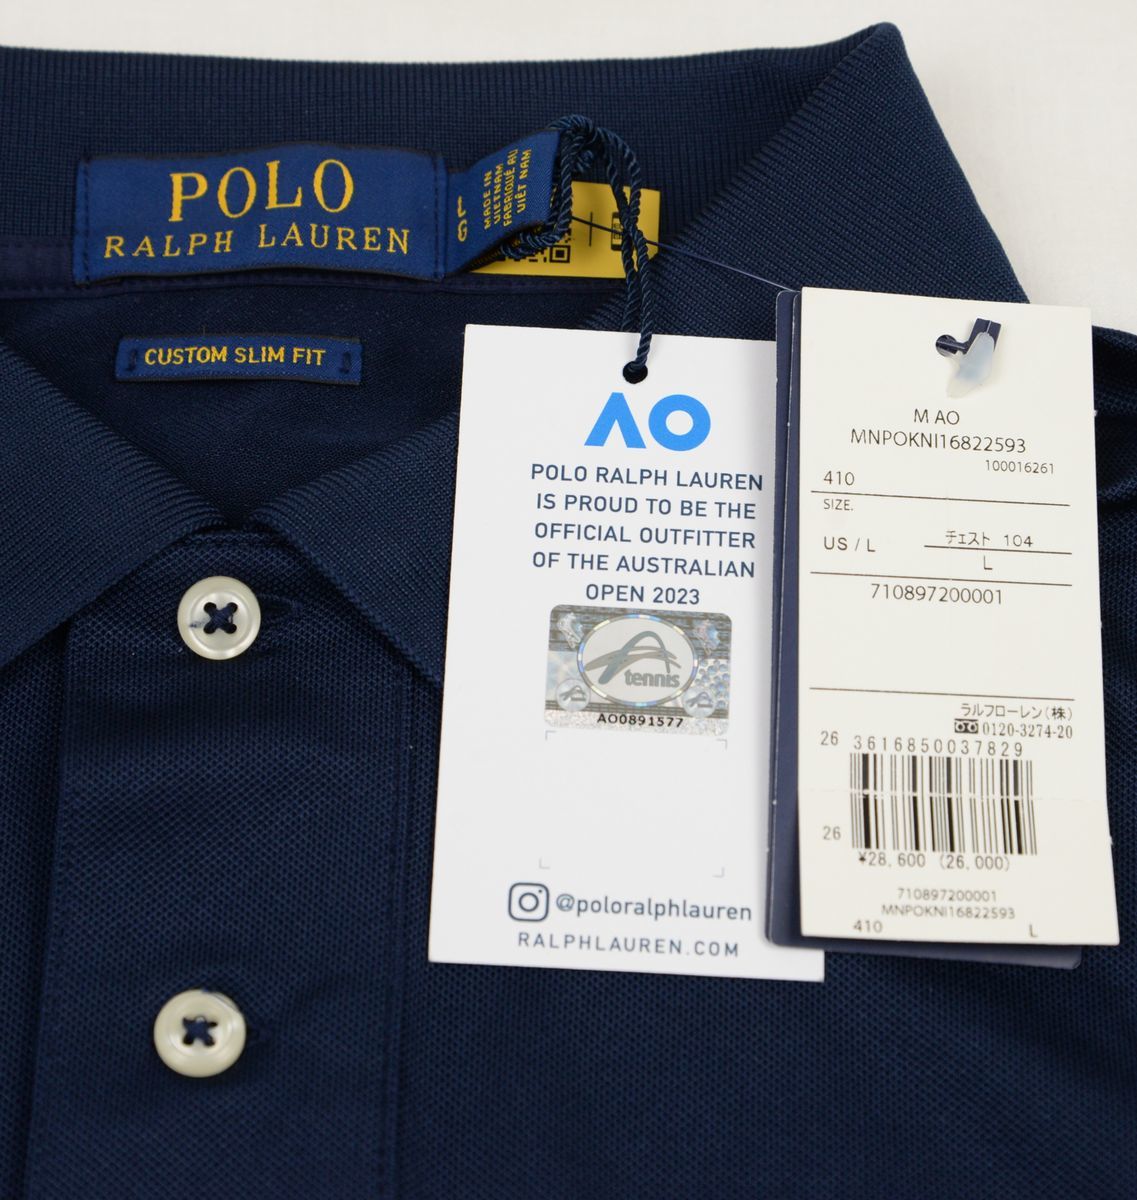 POLO
RALPH LAUREN
L
MADE IN
VIETNAM
FABRIQUÉ AU
VIÊT NAM
CUSTOM SLIM FIT
AO
POLO RALPH LAUREN
IS PROUD TO BE THE
OFFICIAL OUTFITTER
OF THE AUSTRALIAN
OPEN 2023
tennis
AO0891577
@poloralphlauren
RALPHLAUREN.COM
M AO
MNPOKNI16822593
100016261
410
SIZE.
US / L
チェスト 104
L
710897200001
ラルフローレン(株)
0120-3274-20
26
3616850037829
26
¥28,600 (26,000)
710897200001
MNPOKNI16822593
410 L